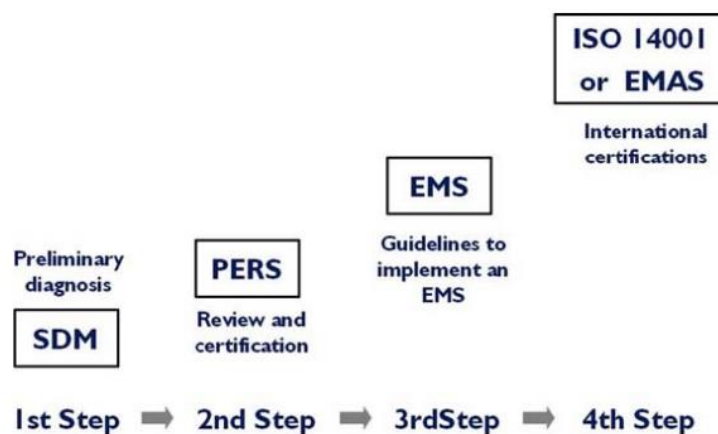 ISO 14001
or EMAS
International
certifications
EMS
Guidelines to
implement an
EMS
Preliminary
diagnosis
SDM
PERS
Review and
certification
1st Step
2nd Step
3rdStep
4th Step